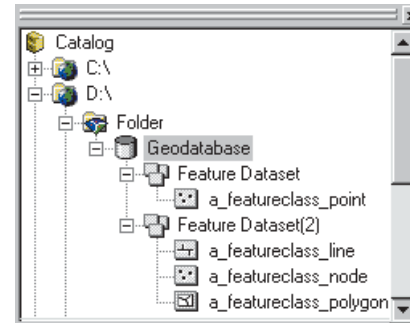 Catalog
C:\
D:\
Folder
Geodatabase
Feature Dataset
a_featureclass_point
Feature Dataset(2)
a_featureclass_line
a_featureclass_node
a_featureclass_polygon